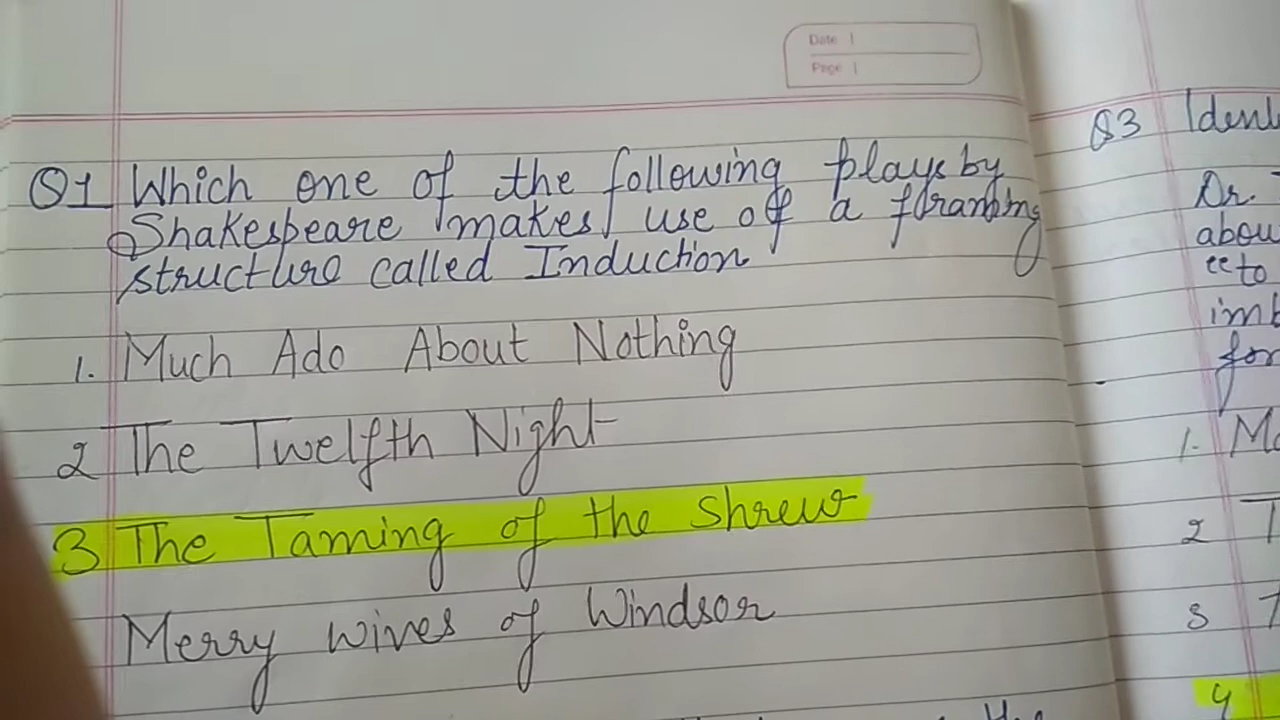 Date
Page
Q1 Which one of the following plays by
Shakespeare makes use of a framing
structure called Induction
1. Much Ado About Nothing
2 The Twelfth Night
3 The Taming of the Shrew
Merry wives of Windsor
Q3
Dr.
"to
1.
2
3
4